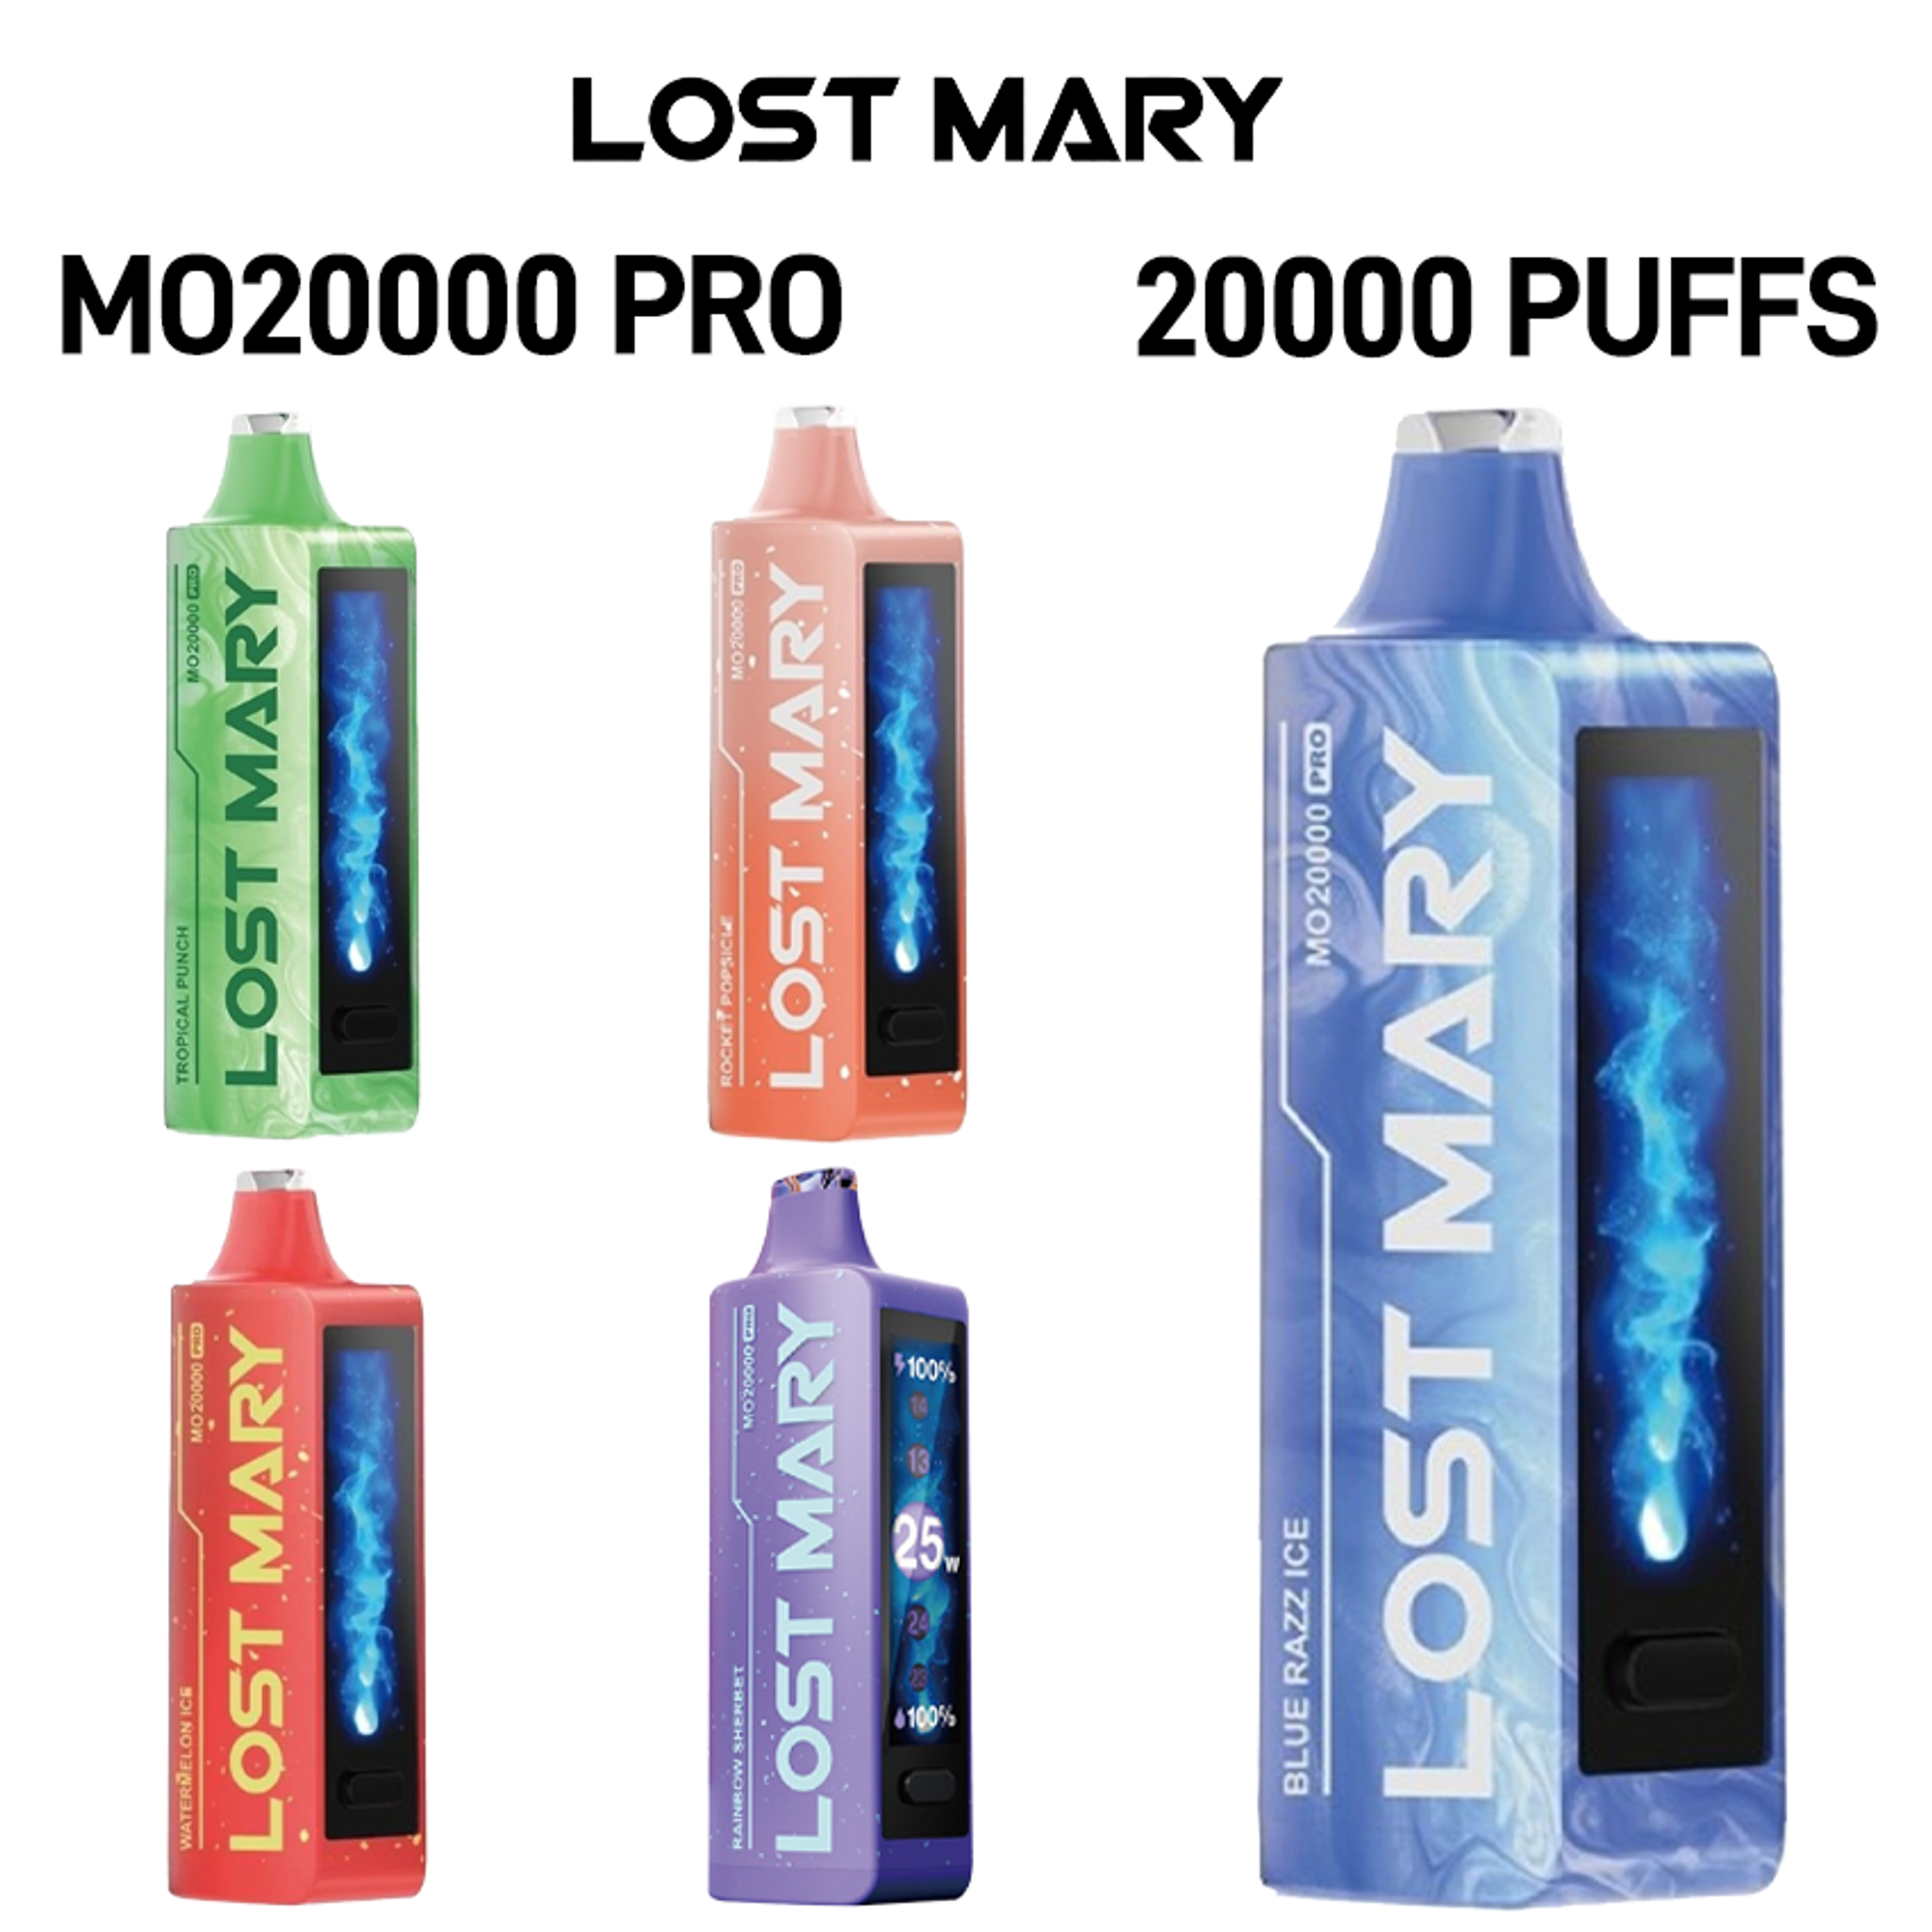 LOST MARY
MO20000 PRO
20000 PUFFS
MO20000 PRO
LOST MARY
TROPICAL PUNCH
MO20000 PRO
LOST MARY
ROCKET POPSICLE
MO20000 PRO
LOST MARY
BLUE RAZZ ICE
MO20000 PRO
LOST MARY
WATERMELON ICE
MO20000 PRO
LOST MARY
RAINBOW SHERBET
100%
14
13
25w
24
23
100%